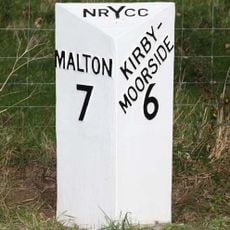 NRYCC
MALTON
7
KIRBY-
MOORSIDE
6